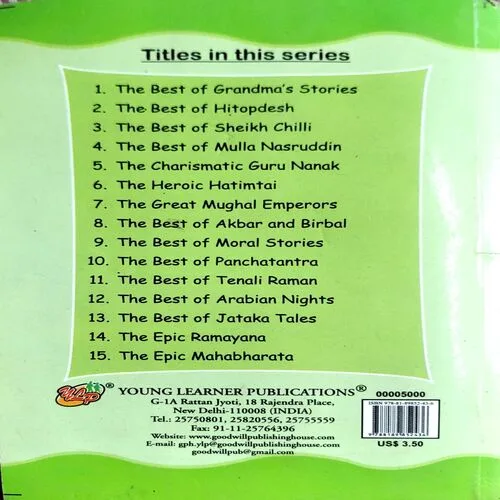 Titles in this series
1. The Best of Grandma's Stories
2. The Best of Hitopdesh
3. The Best of Sheikh Chilli
4. The Best of Mulla Nasruddin
5. The Charismatic Guru Nanak
6. The Heroic Hatimtai
7. The Great Mughal Emperors
8. The Best of Akbar and Birbal
9. The Best of Moral Stories
10. The Best of Panchatantra
11. The Best of Tenali Raman
12. The Best of Arabian Nights
13. The Best of Jataka Tales
14. The Epic Ramayana
15. The Epic Mahabharata
® YOUNG LEARNER PUBLICATIONS®
G-1A Rattan Jyoti, 18 Rajendra Place,
New Delhi-110008 (INDIA)
Tel.: 25750801, 25820556, 25755559
Fax: 91-11-25764396
Website: www.goodwillpublishinghouse.com
E-mail: gph.ylp@goodwillpublishinghouse.com
goodwillpub@gmail.com
00005000
US$ 3.50